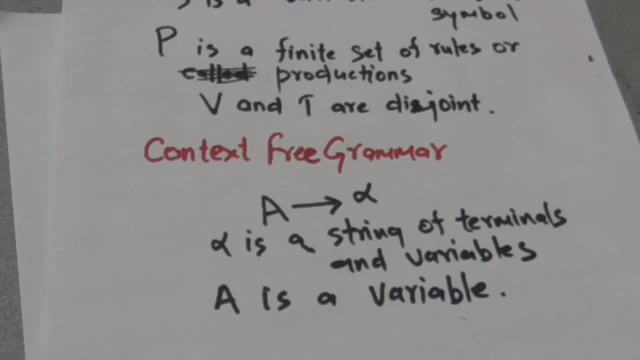 is a
symbol
P is a finite set of rules or
productions
V and T are disjoint.
Context Free Grammar
A → α
α is a string of terminals
and variables
A is a variable.